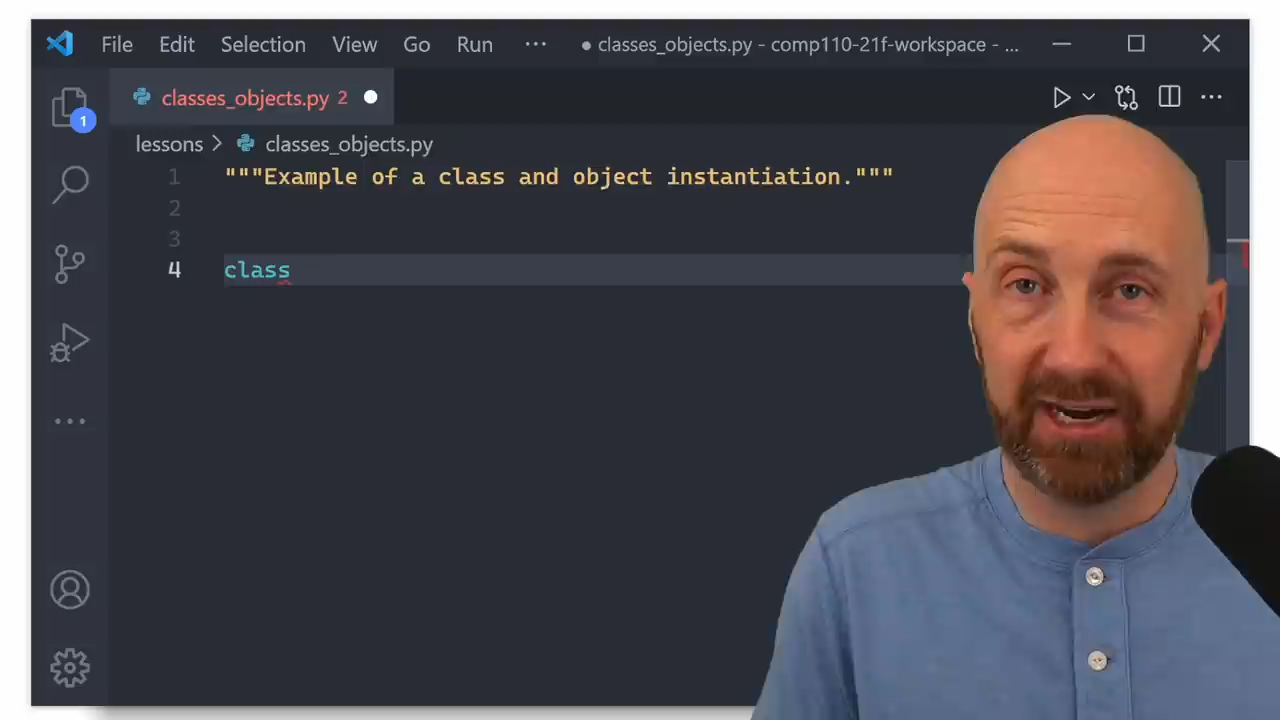 File Edit Selection View Go Run ··· ● classes_objects.py - comp110-21f-workspace - ...
classes_objects.py 2 ●
lessons > classes_objects.py
1 """Example of a class and object instantiation."""
2
3
4 class
1